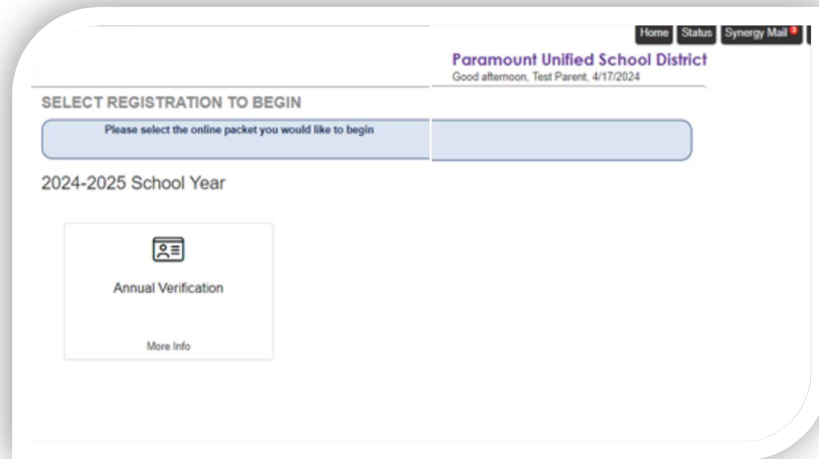 Home Status Synergy Mail 3
Paramount Unified School District
Good afternoon, Test Parent, 4/17/2024
SELECT REGISTRATION TO BEGIN
Please select the online packet you would like to begin
2024-2025 School Year
Annual Verification
More Info